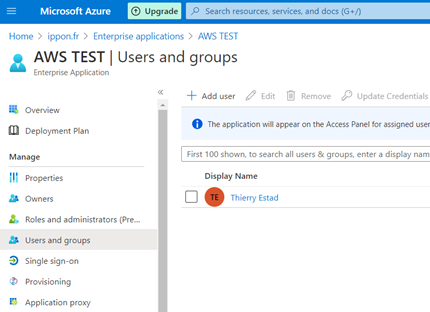 Microsoft Azure
Upgrade
Search resources, services, and docs (G+/)
Home > ippon.fr > Enterprise applications > AWS TEST
AWS TEST | Users and groups
Enterprise Application
Overview
Deployment Plan
Manage
Properties
Owners
Roles and administrators (Pre...
Users and groups
Single sign-on
Provisioning
Application proxy
Add user
Edit
Remove
Update Credentials
The application will appear on the Access Panel for assigned user
First 100 shown, to search all users & groups, enter a display nam
Display Name
TE
Thierry Estad